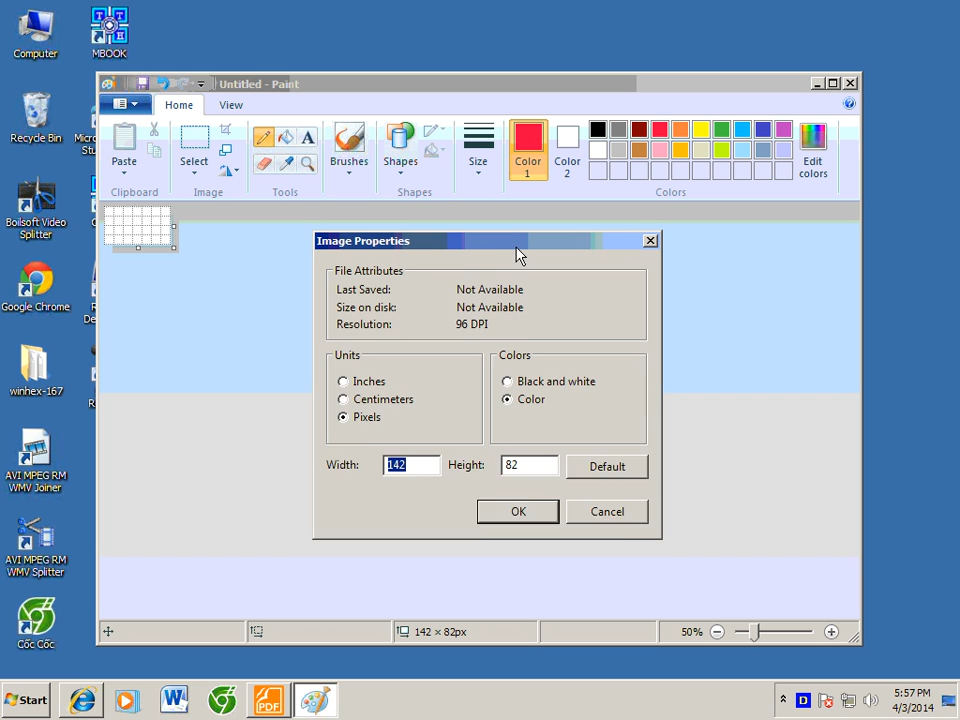 Computer
MBOOK
Recycle Bin
Boilsoft Video
Splitter
Google Chrome
winhex-167
AVI MPEG RM
WMV Joiner
AVI MPEG RM
WMV Splitter
Cốc Cốc
Untitled - Paint
Home
View
Paste
Select
Brushes
Shapes
Size
Color
1
Color
2
Edit
colors
Clipboard
Image
Tools
Shapes
Colors
Image Properties
File Attributes
Last Saved: Not Available
Size on disk: Not Available
Resolution: 96 DPI
Units
Colors
Inches
Black and white
Centimeters
Color
Pixels
Width: 142 Height: 82 Default
OK Cancel
142 × 82px
50%
Start
PDF
D
5:57 PM
4/3/2014